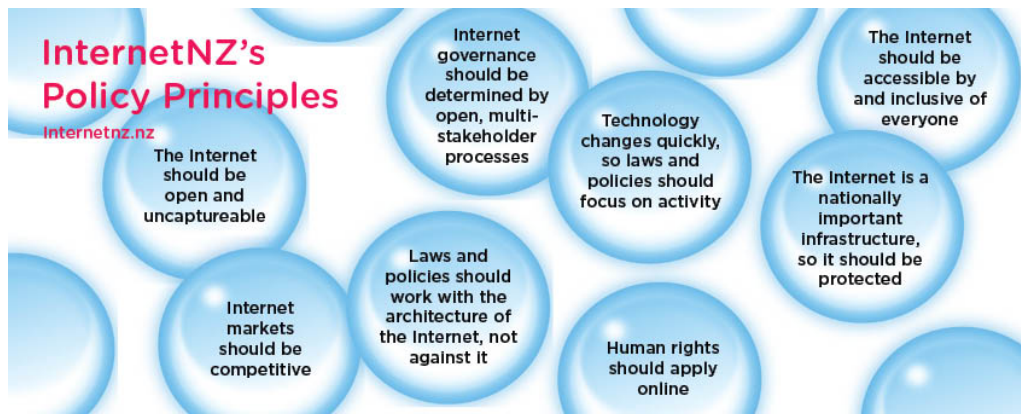 InternetNZ's
Policy Principles
Internetnz.nz
The Internet
should be
open and
uncaptureable
Internet
governance
should be
determined by
open, multi-
stakeholder
processes
Technology
changes quickly,
so laws and
policies should
focus on activity
The Internet
should be
accessible by
and inclusive of
everyone
The Internet is a
nationally
important
infrastructure,
so it should be
protected
Internet
markets
should be
competitive
Laws and
policies should
work with the
architecture of
the Internet, not
against it
Human rights
should apply
online